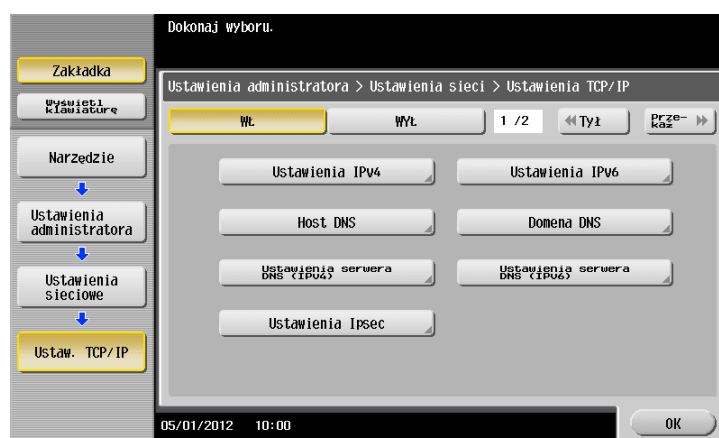 Dokonaj wyboru.
Zakładka
Wyświetl
klawiaturę
Ustawienia administratora > Ustawienia sieci > Ustawienia TCP/IP
WŁ
WYŁ
1 /2
Tył
Prze-
każ
Narzędzie
Ustawienia IPv4
Ustawienia IPv6
Ustawienia
administratora
Host DNS
Domena DNS
Ustawienia
sieciowe
Ustawienia serwera
DNS (IPv4)
Ustawienia serwera
DNS (IPv6)
Ustaw. TCP/IP
Ustawienia Ipsec
05/01/2012 10:00
OK